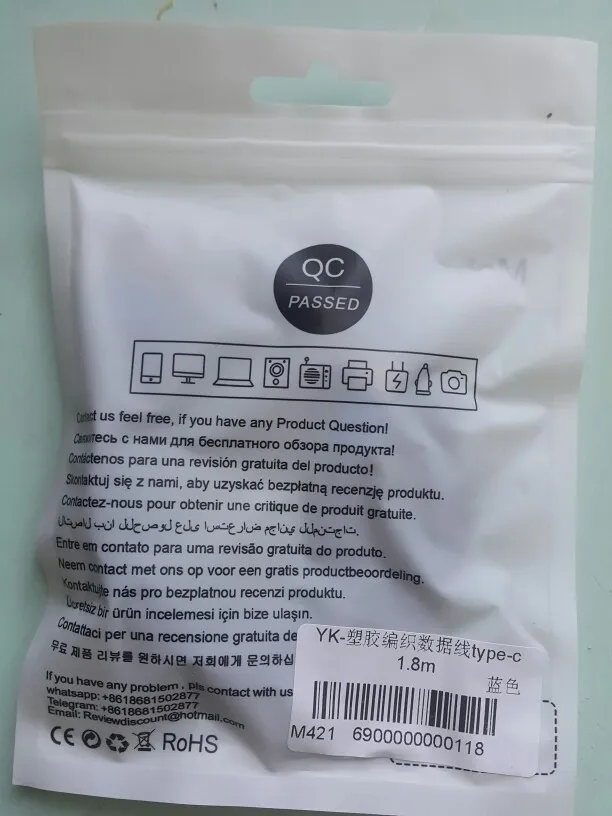 QC
PASSED
Contact us feel free, if you have any Product Question!
Свяжитесь с нами для бесплатного обзора продукта!
Contáctenos para una revisión gratuita del producto!
Skontaktuj się z nami, aby uzyskać bezpłatną recenzję produktu.
Contactez-nous pour obtenir une critique de produit gratuite.
Entre em contato para uma revisão gratuita do produto.
Neem contact met ons op voor een gratis productbeoordeling.
Kontaktujte nás pro bezplatnou recenzi produktu.
Ücretsiz bir ürün incelemesi için bize ulaşın.
Contattaci per una recensione gratuita de
무료 제품 리뷰를 원하시면 저희에게 문의하십
If you have any problem , pls contact with us
whatsapp: +8618681502877
Telegram: +8618681502877
Email: Reviewdiscount@hotmail.com
CE RoHS
YK-塑胶编织数据线type-c
1.8m
蓝色
M421 6900000000118